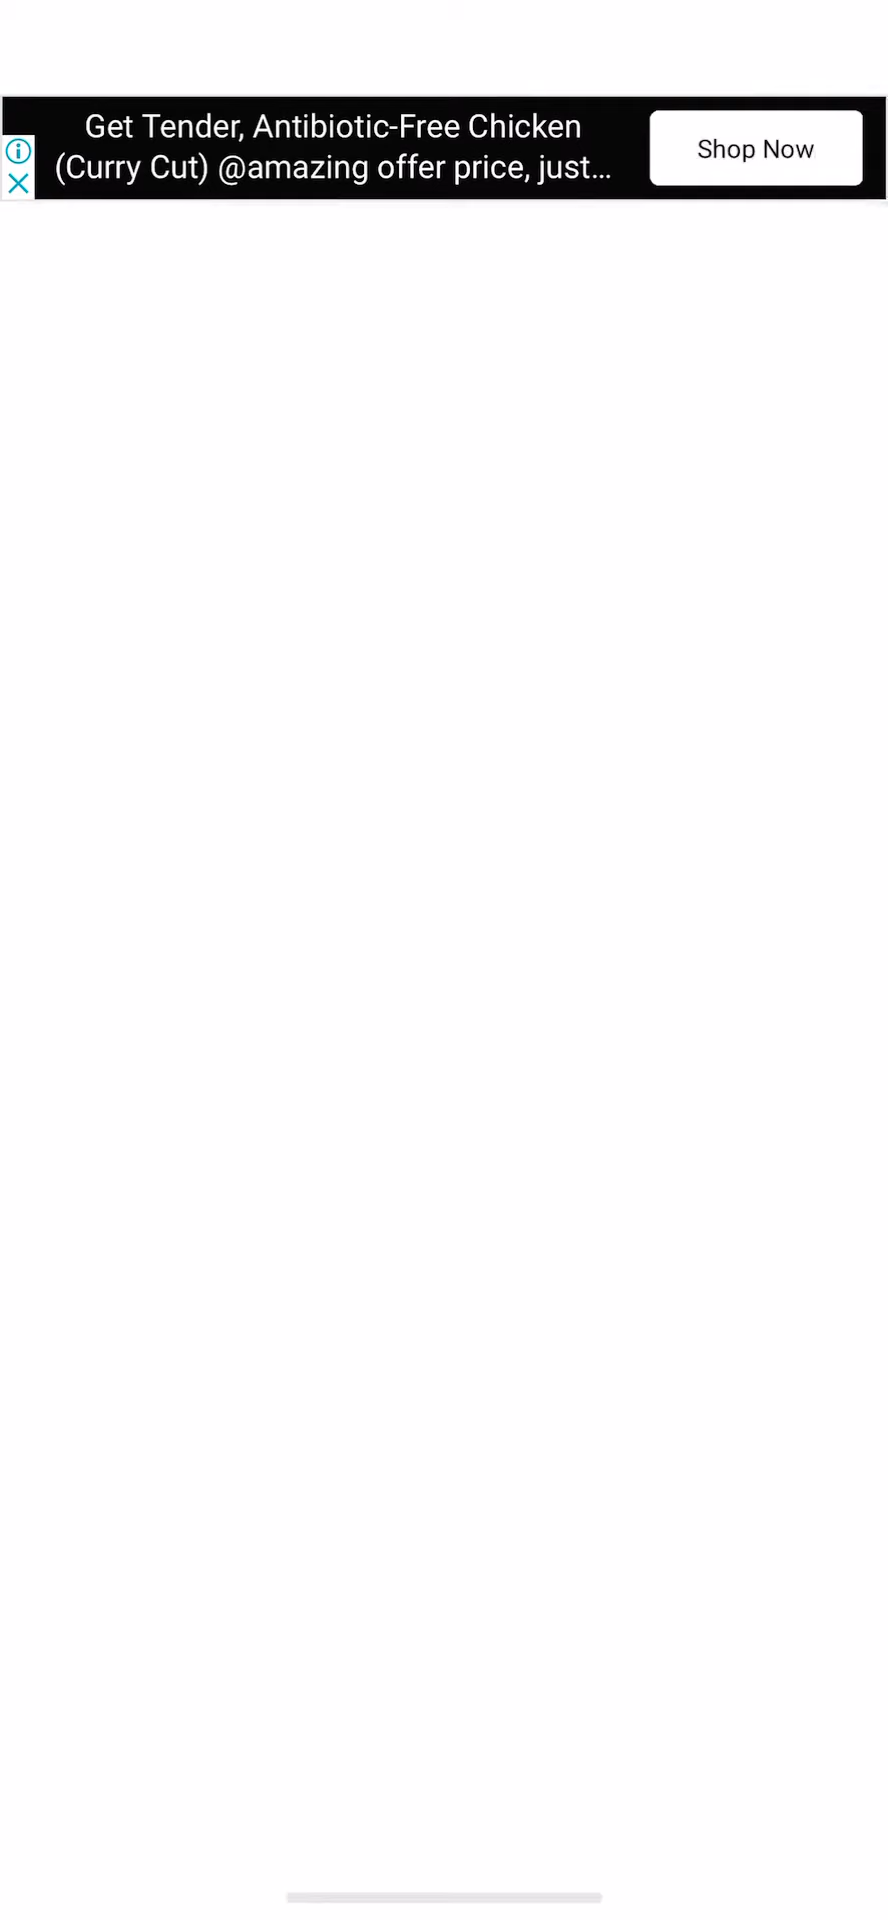 Get Tender, Antibiotic-Free Chicken
(Curry Cut) @amazing offer price, just...
Shop Now